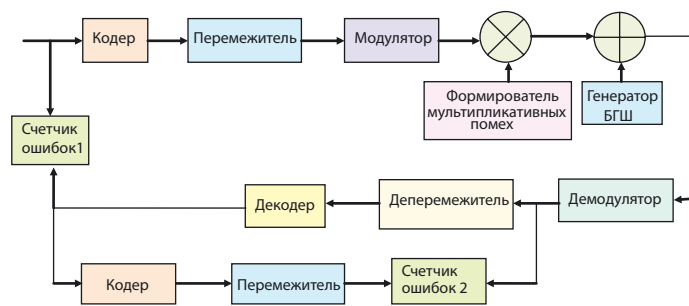 Кодер
Перемежитель
Модулятор
Формирователь
мультипликативных
помех
Генератор
БГШ
Счетчик
ошибок1
Декодер
Деперемежитель
Демодулятор
Кодер
Перемежитель
Счетчик
ошибок 2